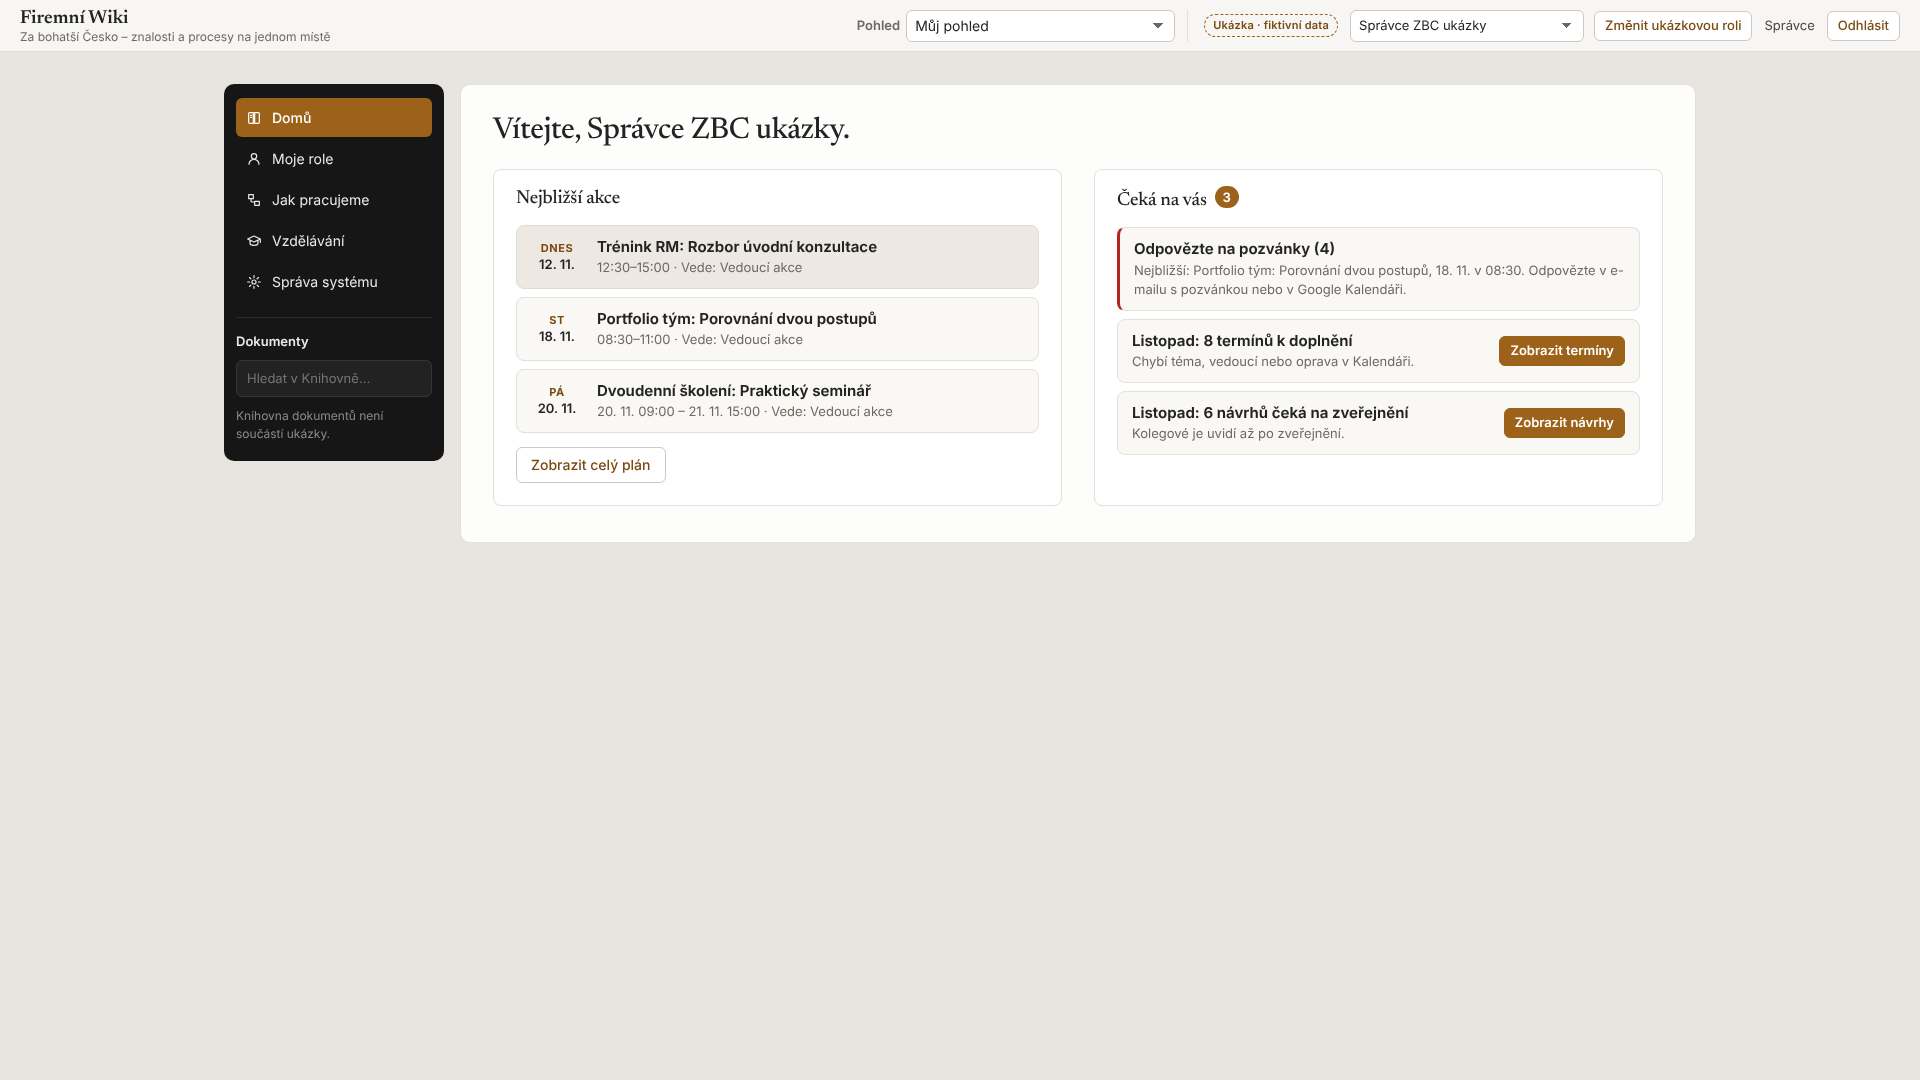 Firemní Wiki
Za bohatší Česko – znalosti a procesy na jednom místě
Pohled
Můj pohled
Ukázka · fiktivní data
Správce ZBC ukázky
Změnit ukázkovou roli
Správce
Odhlásit
Domů
Moje role
Jak pracujeme
Vzdělávání
Správa systému
Dokumenty
Hledat v Knihovně...
Knihovna dokumentů není
součástí ukázky.
Vítejte, Správce ZBC ukázky.
Nejbližší akce
DNES
12. 11.
Trénink RM: Rozbor úvodní konzultace
12:30–15:00 · Vede: Vedoucí akce
ST
18. 11.
Portfolio tým: Porovnání dvou postupů
08:30–11:00 · Vede: Vedoucí akce
PÁ
20. 11.
Dvoudenní školení: Praktický seminář
20. 11. 09:00 – 21. 11. 15:00 · Vede: Vedoucí akce
Zobrazit celý plán
Čeká na vás 3
Odpovězte na pozvánky (4)
Nejbližší: Portfolio tým: Porovnání dvou postupů, 18. 11. v 08:30. Odpovězte v e-
mailu s pozvánkou nebo v Google Kalendáři.
Listopad: 8 termínů k doplnění
Chybí téma, vedoucí nebo oprava v Kalendáři.
Zobrazit termíny
Listopad: 6 návrhů čeká na zveřejnění
Kolegové je uvidí až po zveřejnění.
Zobrazit návrhy